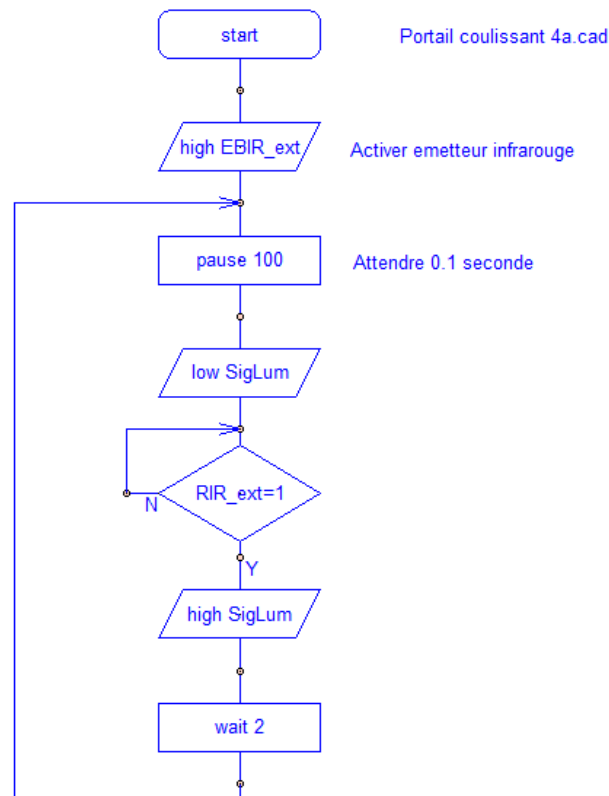 start
Portail coulissant 4a.cad
high EBIR_ext
Activer emetteur infrarouge
pause 100
Attendre 0.1 seconde
low SigLum
RIR_ext=1
N
Y
high SigLum
wait 2